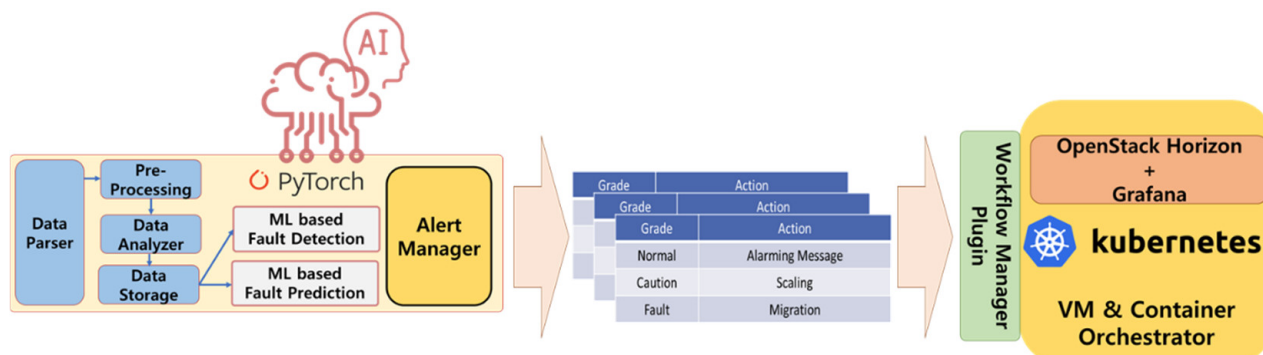 AI
Data
Parser
Pre-
Processing
Data
Analyzer
Data
Storage
PyTorch
ML based
Fault Detection
ML based
Fault Prediction
Alert
Manager
Grade Action
Grade Action
Grade Action
Normal Alarming Message
Caution Scaling
Fault Migration
Workflow Manager
Plugin
OpenStack Horizon
+
Grafana
kubernetes
VM & Container
Orchestrator